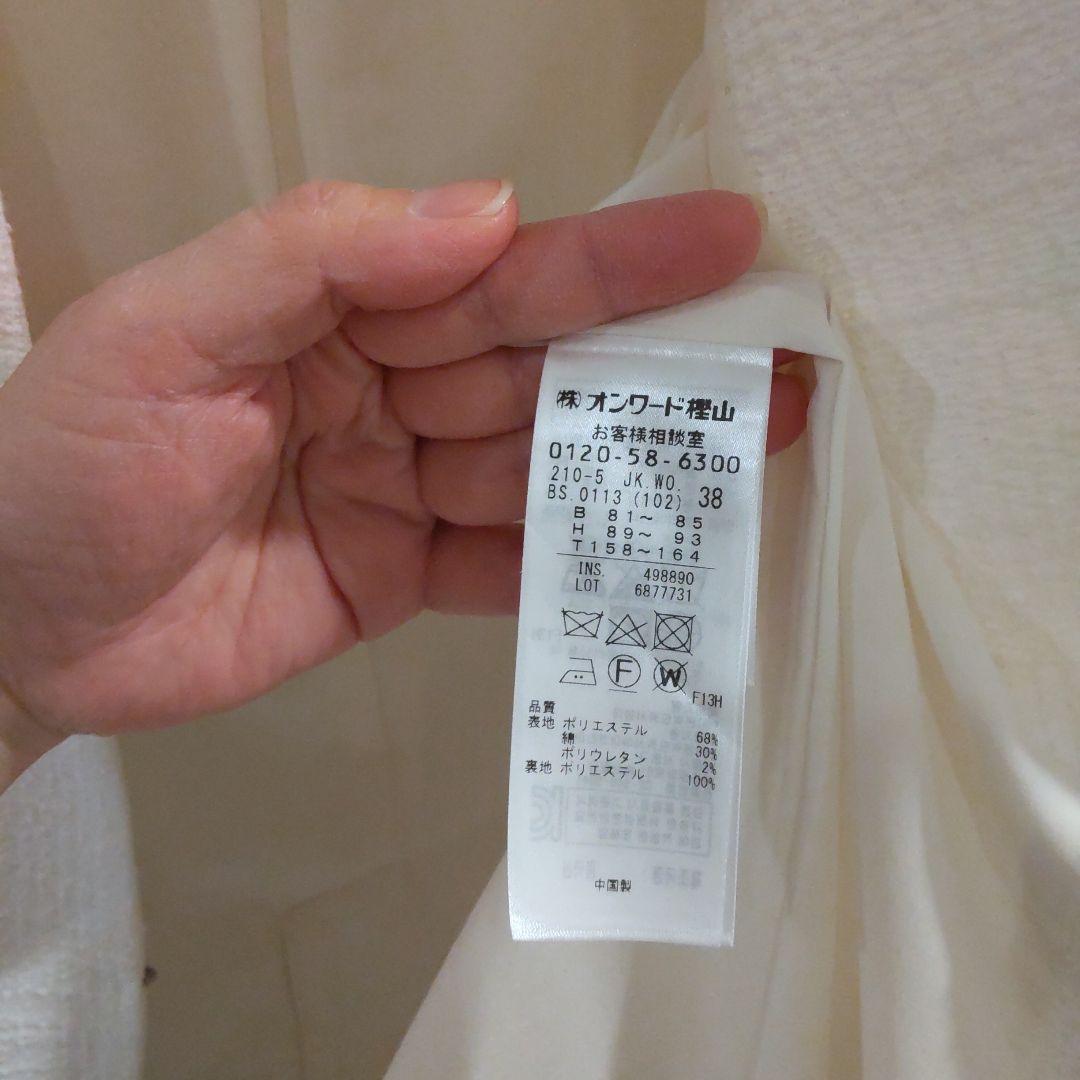 (株)オンワード樫山
お客様相談室
0120-58-6300
210-5 JK.WO. 38
BS.0113 (102)
B 81～ 85
H 89～ 93
T158～164
INS. 498890
LOT 6877731
F W
F13H
品質
表地 ポリエステル 68%
綿 30%
ポリウレタン 2%
裏地 ポリエステル 100%
中国製